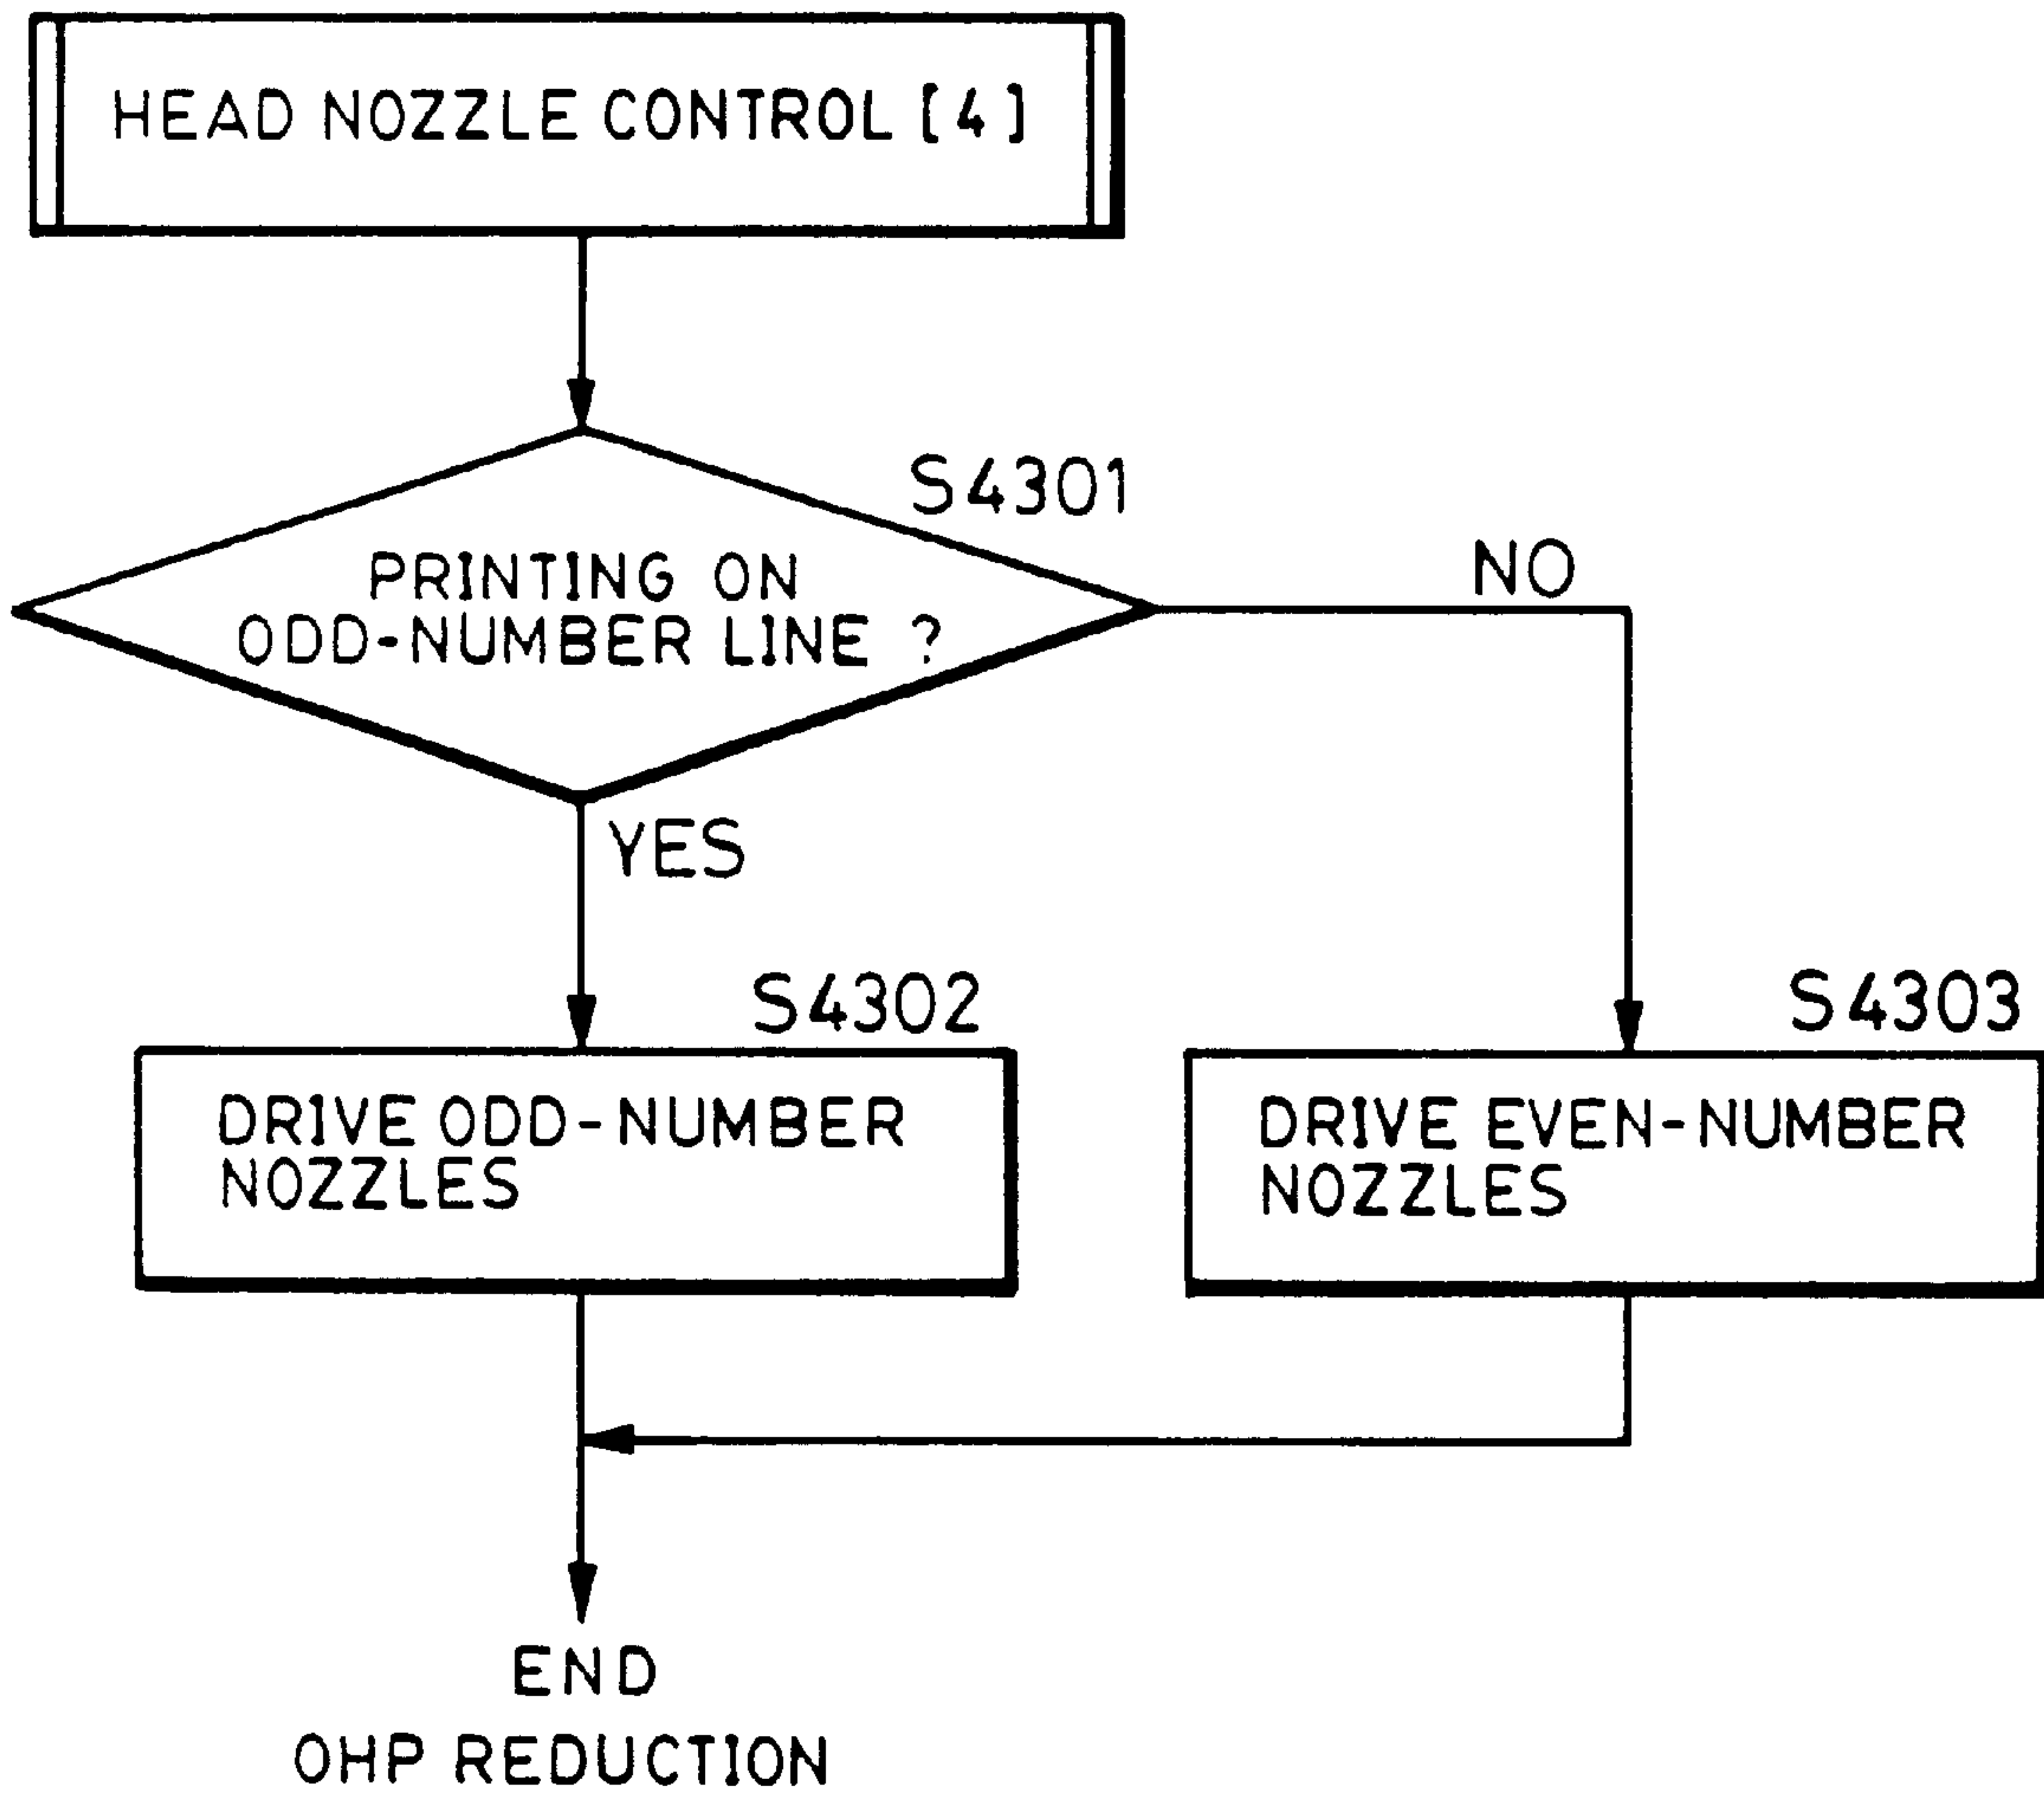 HEAD NOZZLE CONTROL [4]
S4301
PRINTING ON
ODD-NUMBER LINE ?
NO
YES
S4302
S4303
DRIVE ODD-NUMBER
NOZZLES
DRIVE EVEN-NUMBER
NOZZLES
END
OHP REDUCTION